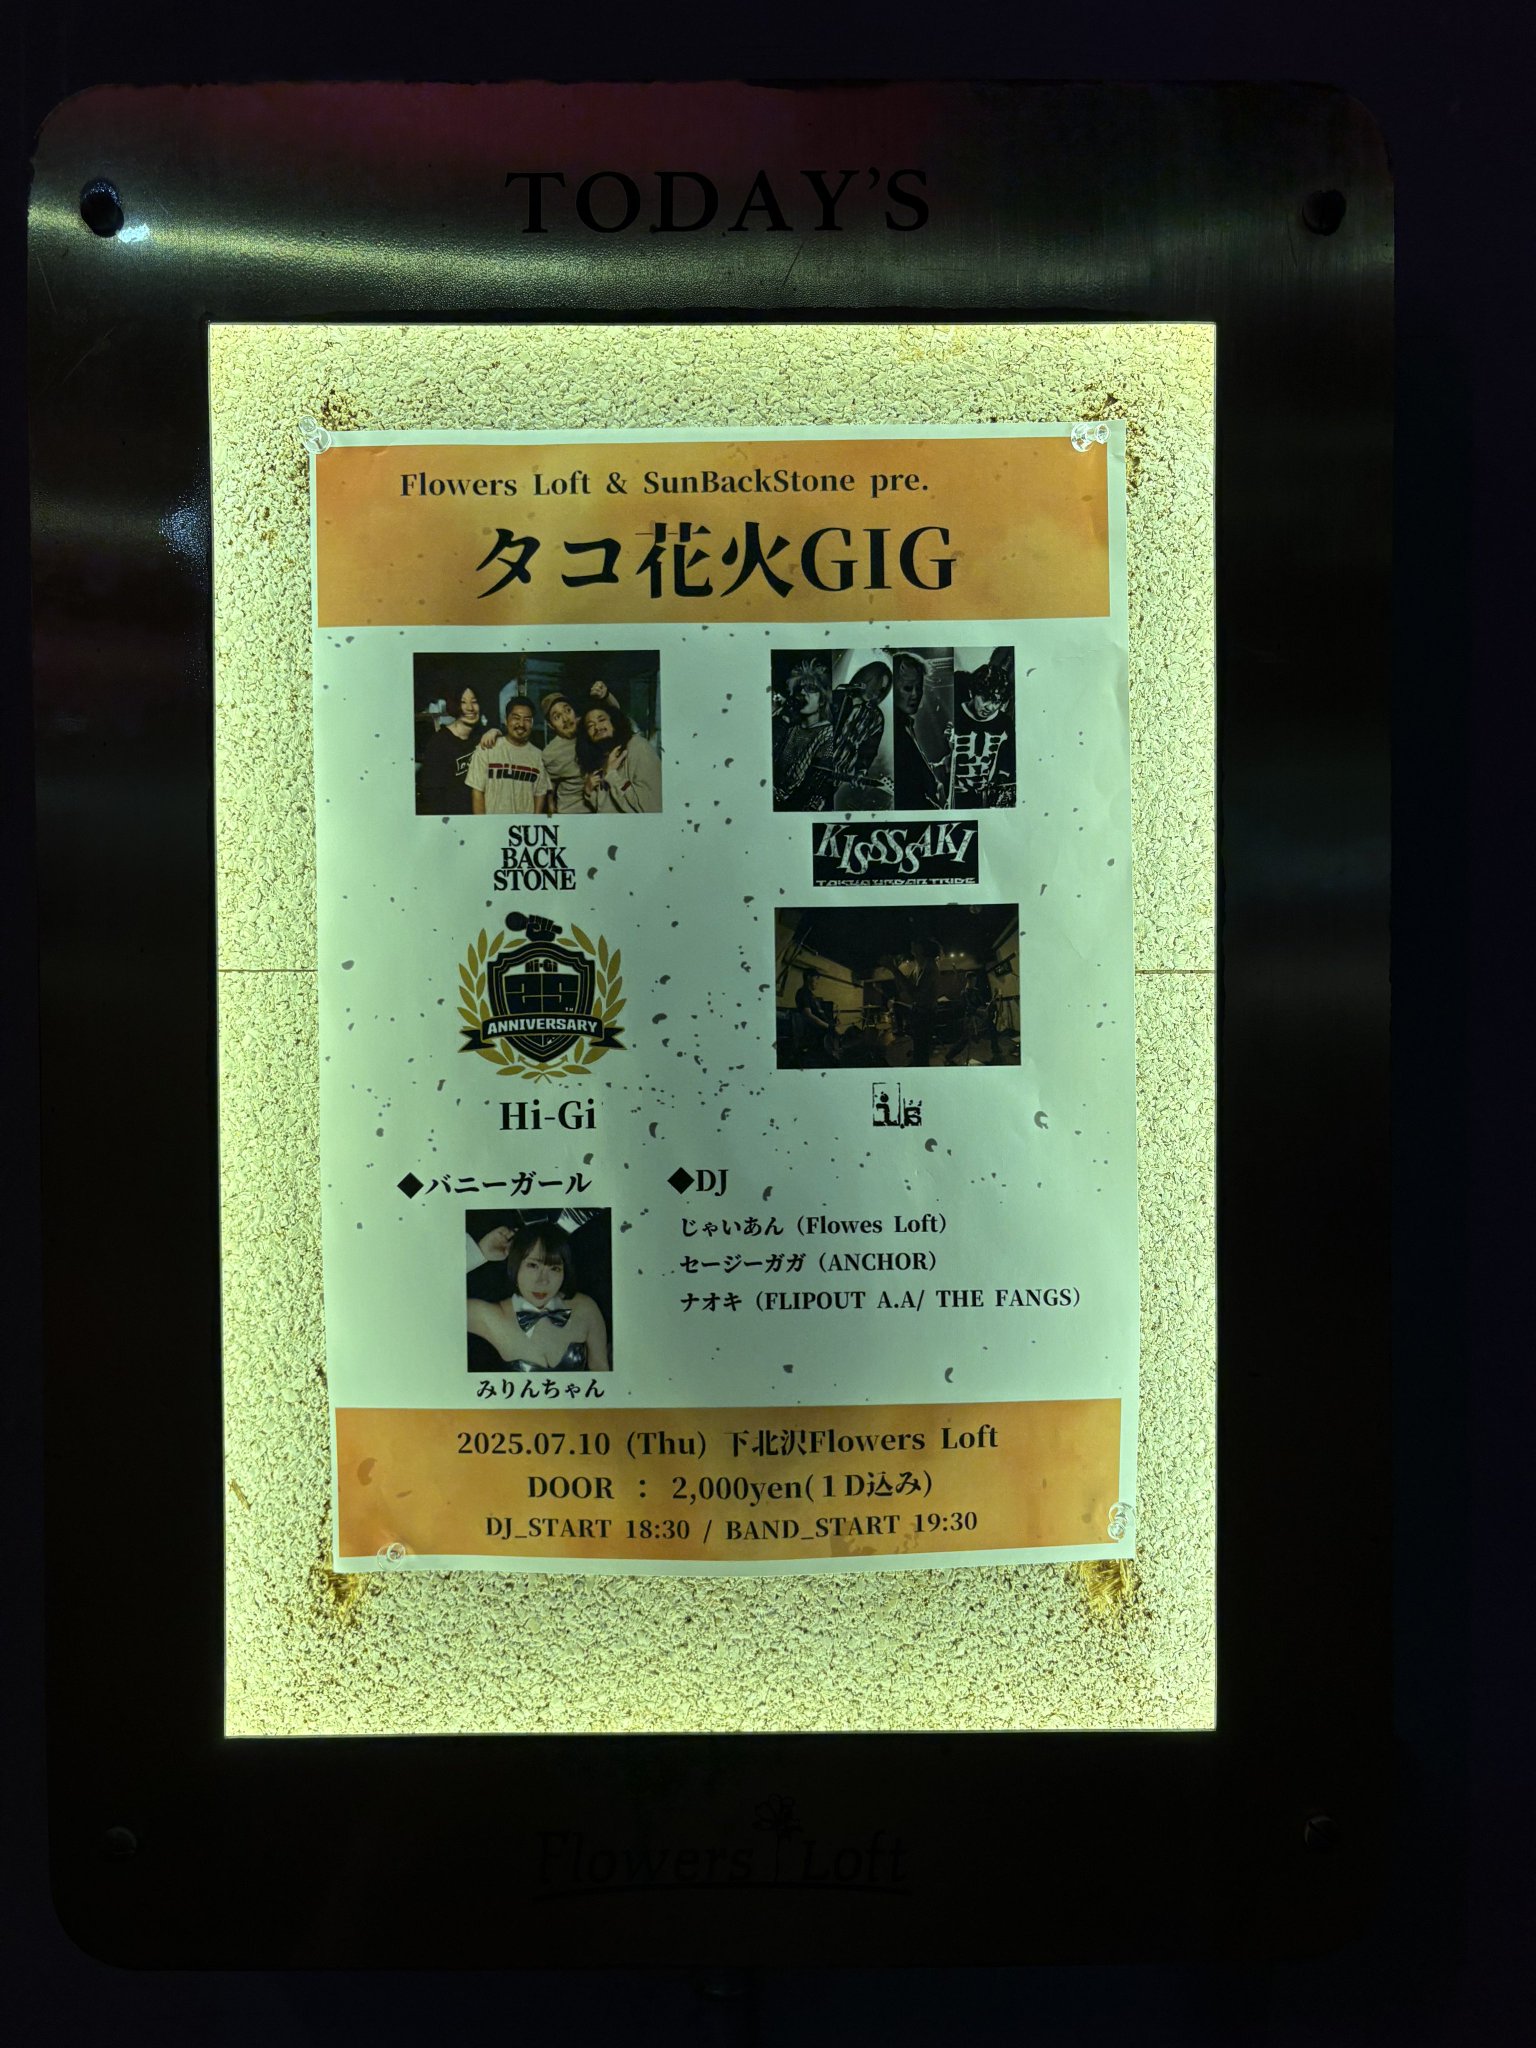 TODAY'S
Flowers Loft & SunBackStone pre.
タコ花火GIG
SUN
BACK
STONE
KISSSSAKI
Hi-Gi
25
ANNIVERSARY
Hi-Gi
闇
◆バニーガール
みりんちゃん
◆DJ
じゃいあん（Flowes Loft）
セージーガガ（ANCHOR）
ナオキ（FLIPOUT A.A/ THE FANGS）
2025.07.10 (Thu) 下北沢Flowers Loft
DOOR ： 2,000yen(１D込み)
DJ_START 18:30 / BAND_START 19:30
Flowers Loft